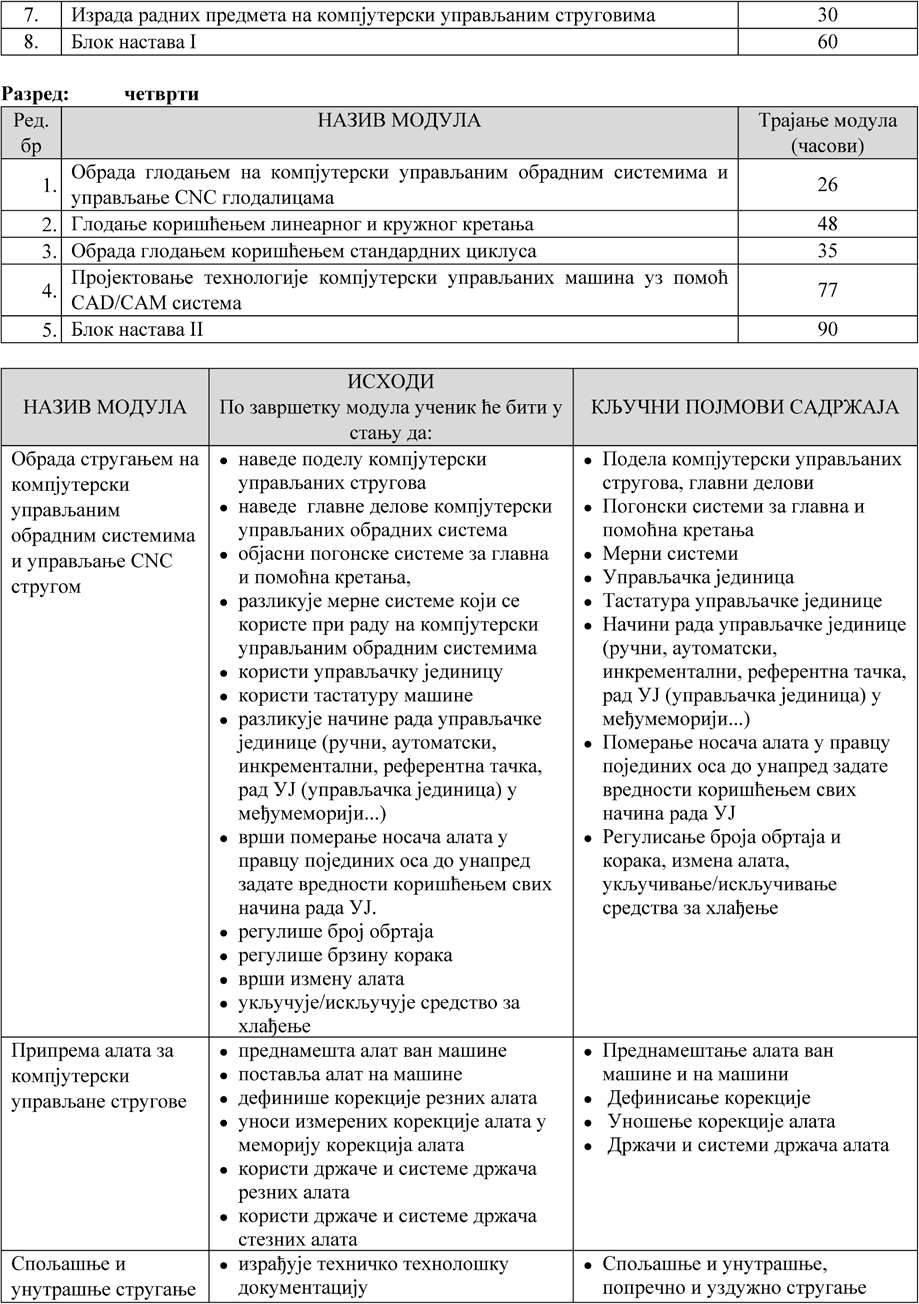 7. Израда радних предмета на компјутерски управљаним струговима 30
8. Блок настава I 60
Разред: четврти
Ред. бр НАЗИВ МОДУЛА Трајање модула (часови)
1. Обрада глодањем на компјутерски управљаним обрадним системима и
управљање CNC глодалицама 26
2. Глодање коришћењем линеарног и кружног кретања 48
3. Обрада глодањем коришћењем стандардних циклуса 35
4. Пројектовање технологије компјутерски управљаних машина уз помоћ
CAD/CAM система 77
5. Блок настава II 90
НАЗИВ МОДУЛА
ИСХОДИ
По завршетку модула ученик ће бити у
стању да:
КЉУЧНИ ПОЈМОВИ САДРЖАЈА
Обрада стругањем на
компјутерски
управљаним
обрадним системима
и управљање CNC
стругом
• наведе поделу компјутерски
управљаних стругова
• наведе главне делове компјутерски
управљаних обрадних система
• објасни погонске системе за главна
и помоћна кретања,
• разликује мерне системе који се
користе при раду на компјутерски
управљаним обрадним системима
• користи управљачку јединицу
• користи тастатуру машине
• разликује начине рада управљачке
јединице (ручни, аутоматски,
инкрементални, референтна тачка,
рад УЈ (управљачка јединица) у
међумеморији...)
• врши померање носача алата у
правцу појединих оса до унапред
задате вредности коришћењем свих
начина рада УЈ.
• регулише број обртаја
• регулише брзину корака
• врши измену алата
• укључује/искључује средство за
хлађење
• Подела компјутерски управљаних
стругова, главни делови
• Погонски системи за главна и
помоћна кретања
• Мерни системи
• Управљачка јединица
• Тастатура управљачке јединице
• Начини рада управљачке јединице
(ручни, аутоматски,
инкрементални, референтна тачка,
рад УЈ (управљачка јединица) у
међумеморији...)
• Померање носача алата у правцу
појединих оса до унапред задате
вредности коришћењем свих
начина рада УЈ
• Регулисање броја обртаја и
корака, измена алата,
укључивање/искључивање
средства за хлађење
Припрема алата за
компјутерски
управљане стругове
• преднамешта алат ван машине
• поставља алат на машине
• дефинише корекције резних алата
• уноси измерених корекције алата у
меморију корекција алата
• користи држаче и системе држача
резних алата
• користи држаче и системе држача
стезних алата
• Преднамештање алата ван
машине и на машини
• Дефинисање корекције
• Уношење корекције алата
• Држачи и системи држача алата
Спољашње и
унутрашње стругање
• израђује техничко технолошку
документацију
• Спољашње и унутрашње,
попречно и уздужно стругање